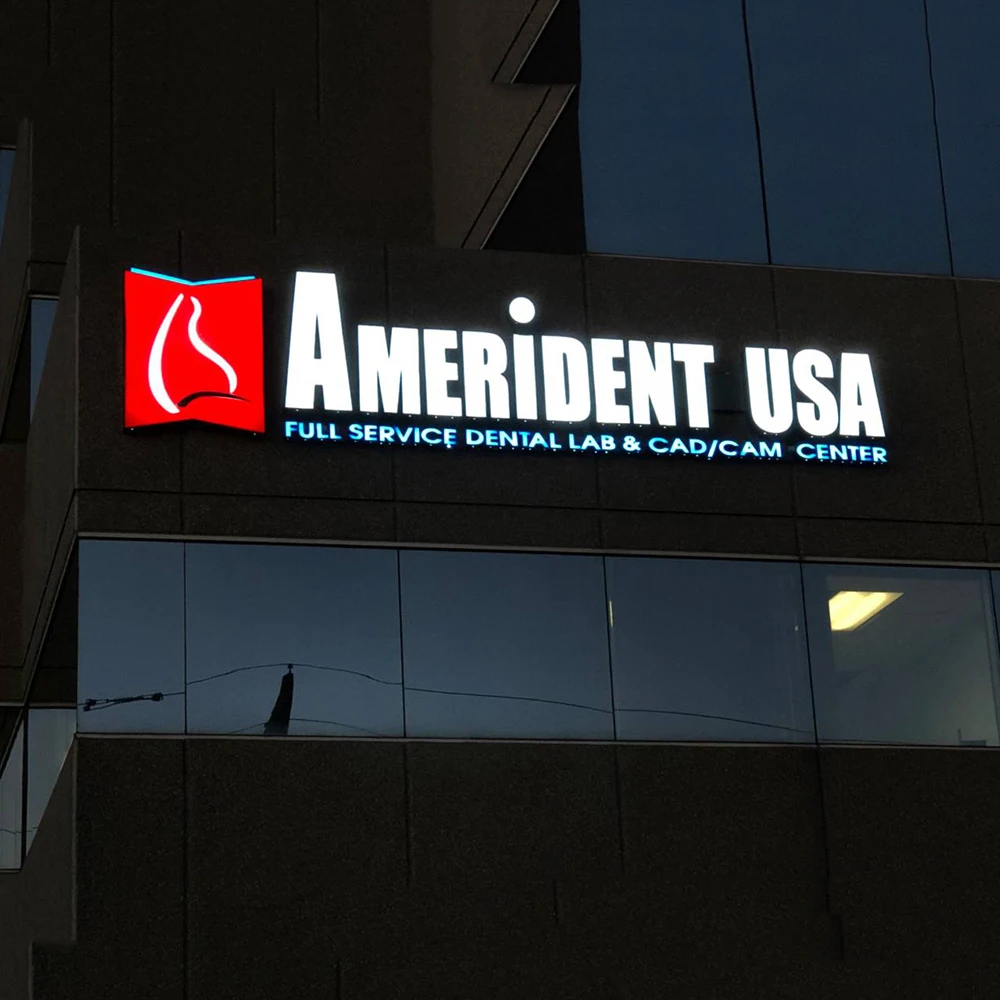 AMERiDENT USA
FULL SERVICE DENTAL LAB & CAD/CAM CENTER